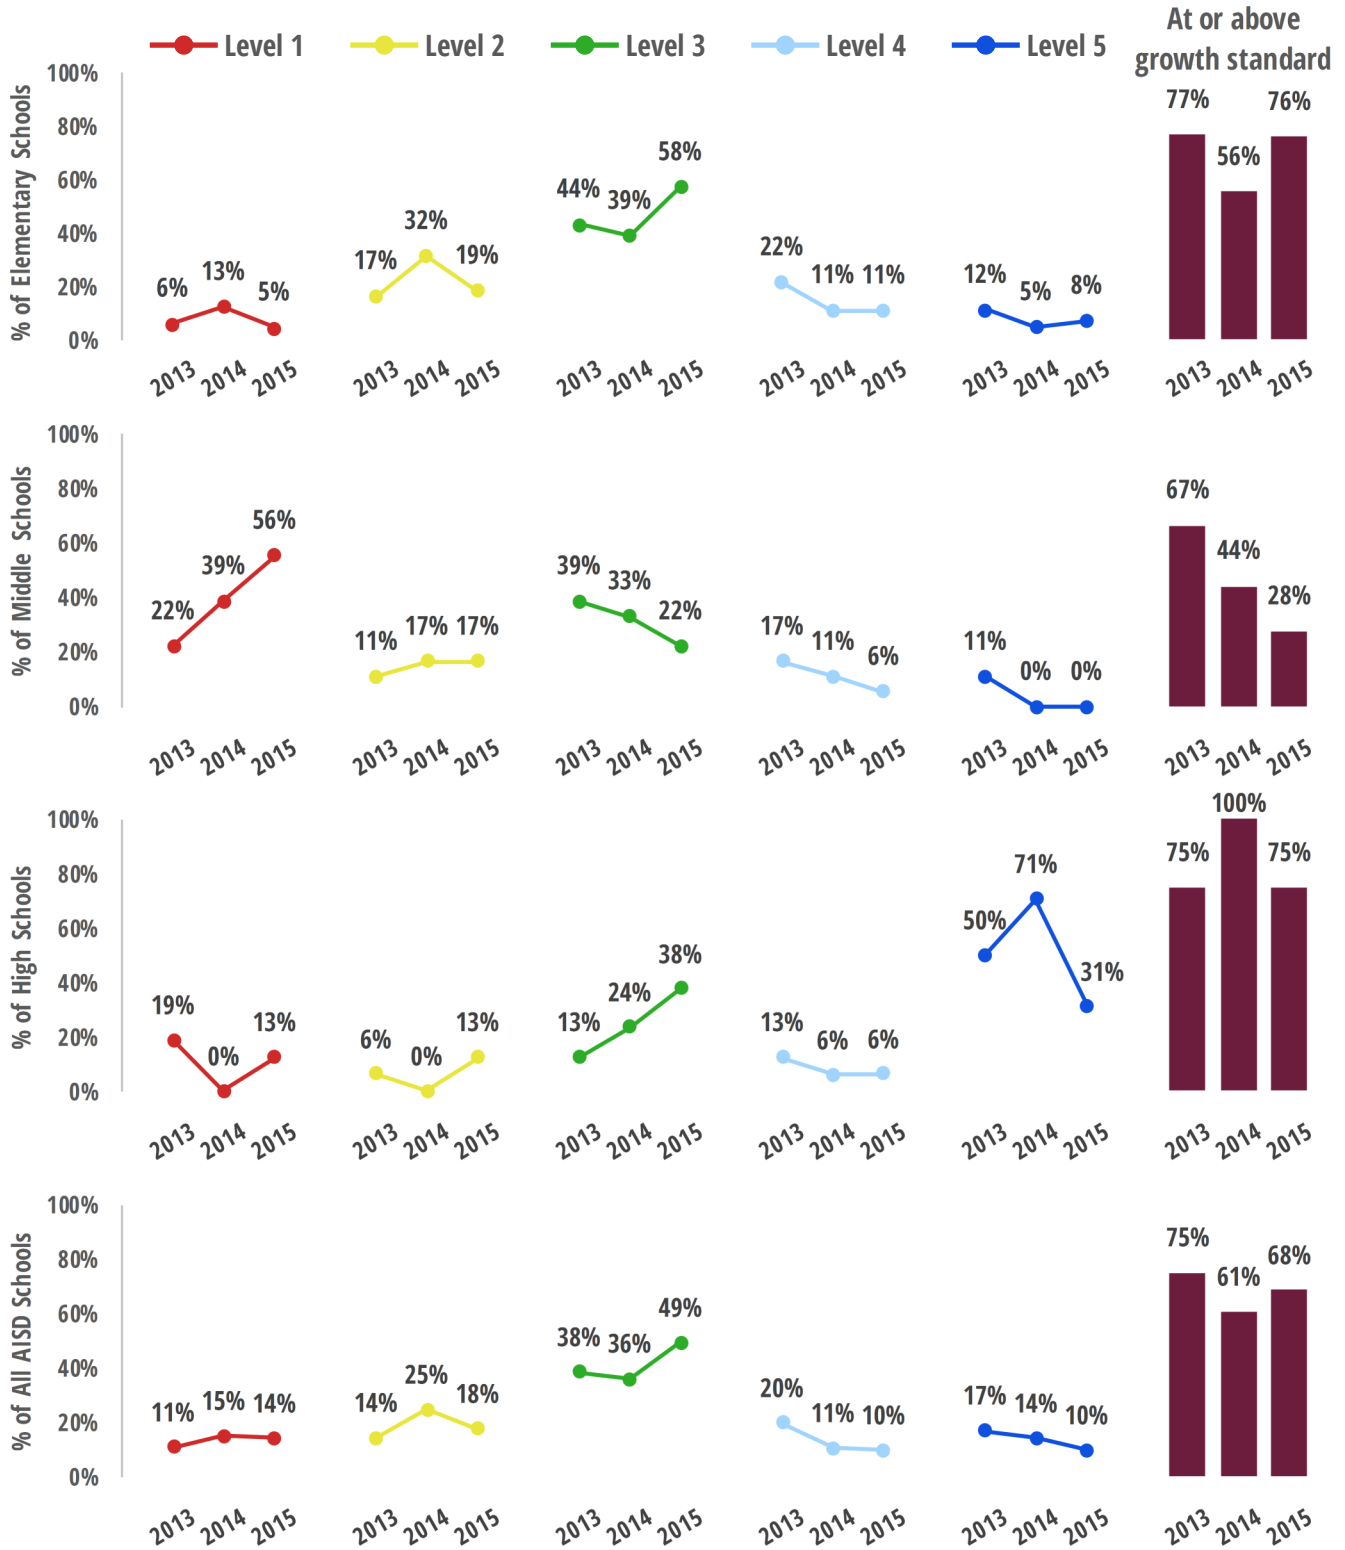 At or above
growth standard
Level 1 Level 2 Level 3 Level 4 Level 5
% of Elementary Schools
100%
80%
60%
40%
20%
0%
6% 13% 5%
17% 32% 19%
44% 39% 58%
22% 11% 11%
12% 5% 8%
77% 56% 76%
2013 2014 2015 2013 2014 2015 2013 2014 2015 2013 2014 2015 2013 2014 2015 2013 2014 2015
% of Middle Schools
100%
80%
60%
40%
20%
0%
22% 39% 56%
11% 17% 17%
39% 33% 22%
17% 11% 6%
11% 0% 0%
67% 44% 28%
2013 2014 2015 2013 2014 2015 2013 2014 2015 2013 2014 2015 2013 2014 2015 2013 2014 2015
% of High Schools
100%
80%
60%
40%
20%
0%
19% 0% 13%
6% 0% 13%
13% 24% 38%
13% 6% 6%
50% 71% 31%
75% 100% 75%
2013 2014 2015 2013 2014 2015 2013 2014 2015 2013 2014 2015 2013 2014 2015 2013 2014 2015
% of All AISD Schools
100%
80%
60%
40%
20%
0%
11% 15% 14%
14% 25% 18%
38% 36% 49%
20% 11% 10%
17% 14% 10%
75% 61% 68%
2013 2014 2015 2013 2014 2015 2013 2014 2015 2013 2014 2015 2013 2014 2015 2013 2014 2015